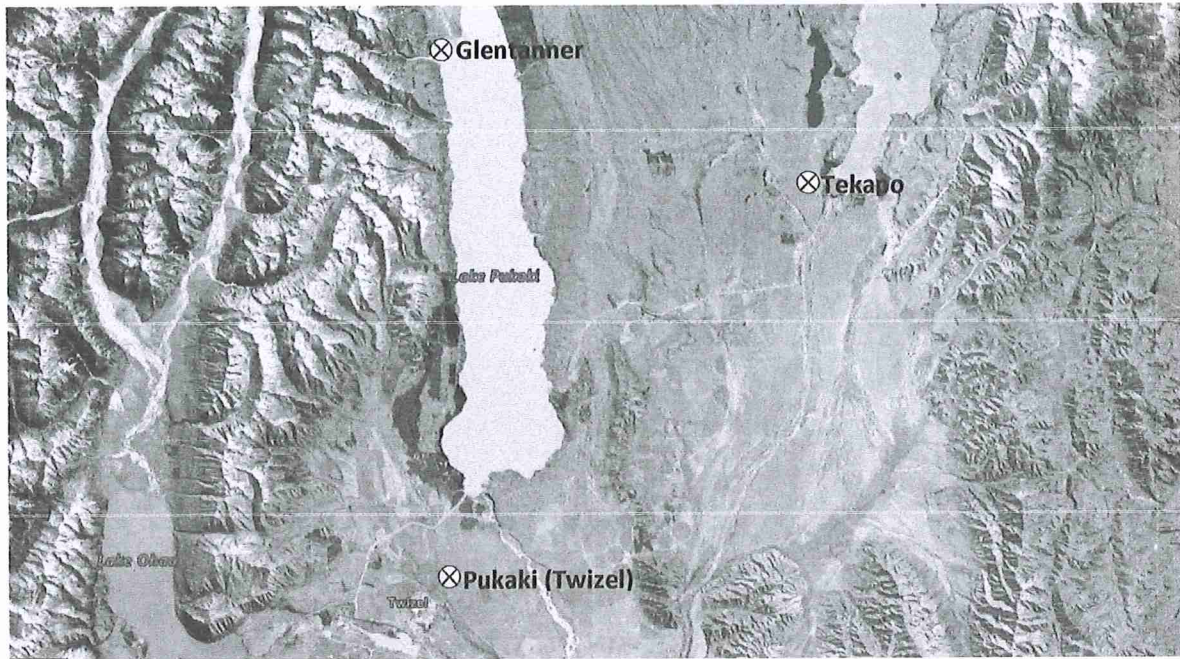 Glentanner
Tekapo
Lake Pukaki
Lake Ohau
Pukaki (Twizel)
Twizel